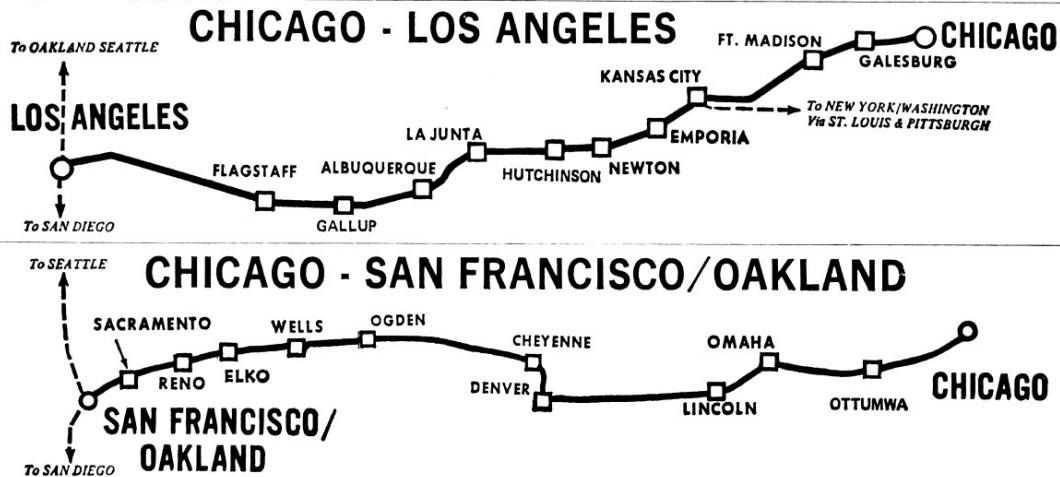 CHICAGO - LOS ANGELES
To OAKLAND SEATTLE
FT. MADISON
CHICAGO
GALESBURG
KANSAS CITY
To NEW YORK/WASHINGTON
Via ST. LOUIS & PITTSBURGH
LOS ANGELES
LA JUNTA
EMPORIA
FLAGSTAFF
ALBUQUERQUE
HUTCHINSON
NEWTON
To SAN DIEGO
GALLUP
CHICAGO - SAN FRANCISCO/OAKLAND
To SEATTLE
SACRAMENTO
WELLS
OGDEN
CHEYENNE
OMAHA
RENO
ELKO
DENVER
CHICAGO
LINCOLN
OTTUMWA
SAN FRANCISCO/
OAKLAND
To SAN DIEGO